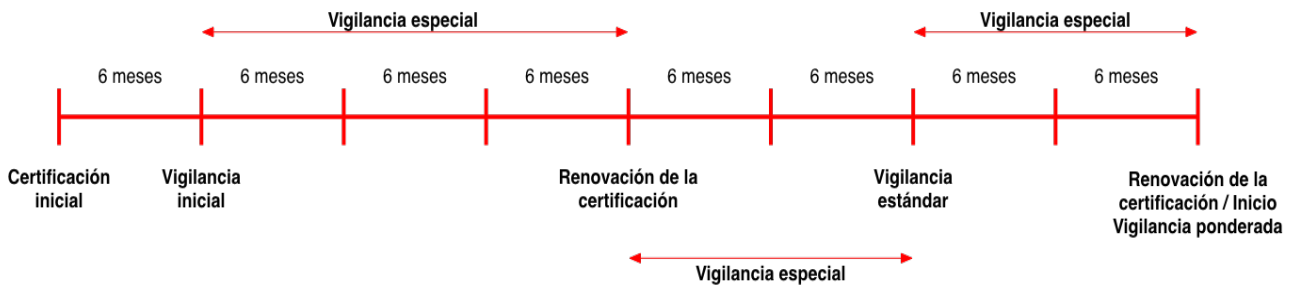 Vigilancia especial
Vigilancia especial
6 meses
6 meses
6 meses
6 meses
6 meses
6 meses
6 meses
6 meses
Certificación
inicial
Vigilancia
inicial
Renovación de la
certificación
Vigilancia
estándar
Renovación de la
certificación / Inicio
Vigilancia ponderada
Vigilancia especial